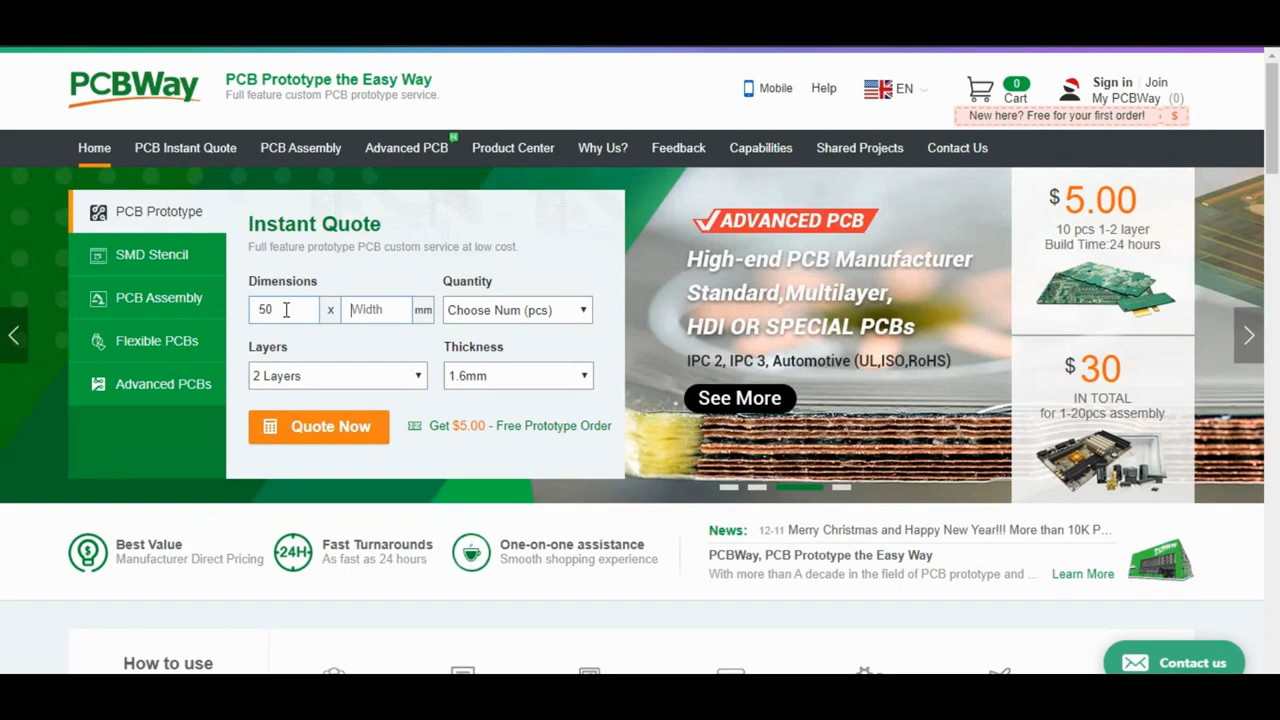 PCBWay
PCB Prototype the Easy Way
Full feature custom PCB prototype service.
Mobile
Help
EN
0
Cart
Sign in | Join
My PCBWay (0)
New here? Free for your first order! $
Home
PCB Instant Quote
PCB Assembly
Advanced PCB
H
Product Center
Why Us?
Feedback
Capabilities
Shared Projects
Contact Us
PCB Prototype
SMD Stencil
PCB Assembly
Flexible PCBs
Advanced PCBs
Instant Quote
Full feature prototype PCB custom service at low cost.
Dimensions
Quantity
50 x Width mm
Choose Num (pcs)
Layers
Thickness
2 Layers
1.6mm
Quote Now
Get $5.00 - Free Prototype Order
ADVANCED PCB
High-end PCB Manufacturer
Standard,Multilayer,
HDI OR SPECIAL PCBs
IPC 2, IPC 3, Automotive (UL,ISO,RoHS)
See More
$ 5.00
10 pcs 1-2 layer
Build Time:24 hours
$ 30
IN TOTAL
for 1-20pcs assembly
Best Value
Manufacturer Direct Pricing
24H
Fast Turnarounds
As fast as 24 hours
One-on-one assistance
Smooth shopping experience
News: 12-11 Merry Christmas and Happy New Year!!! More than 10K P...
PCBWay, PCB Prototype the Easy Way
With more than A decade in the field of PCB prototype and ... Learn More
How to use
Contact us